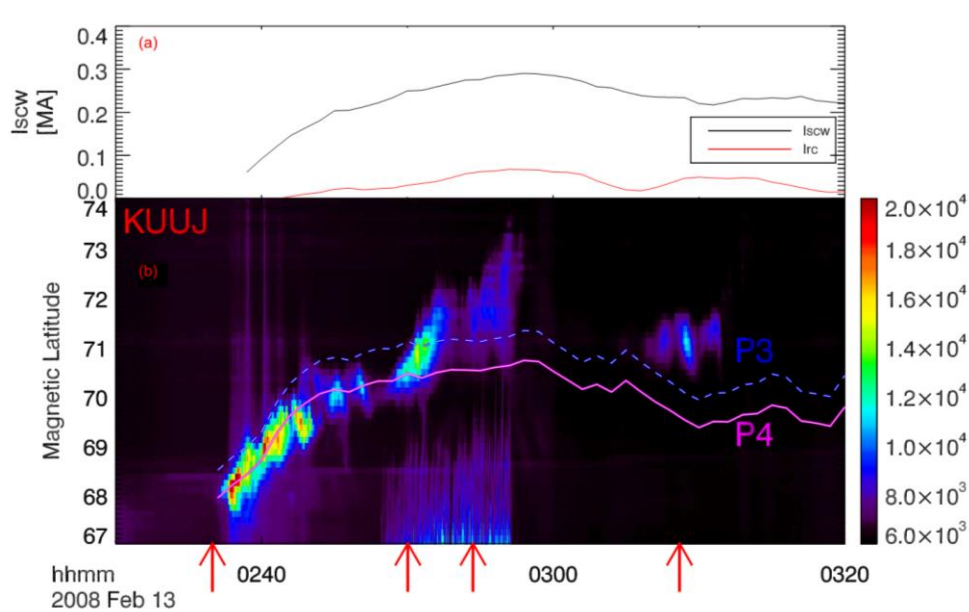 0.4
(a)
0.3
0.2
0.1
0.0
Iscw
[MA]
Iscw
Irc
74
73
72
71
70
69
68
67
Magnetic Latitude
KUUJ
(b)
P3
P4
2.0×10⁴
1.8×10⁴
1.6×10⁴
1.4×10⁴
1.2×10⁴
1.0×10⁴
8.0×10³
6.0×10³
hhmm 0240 0300 0320
2008 Feb 13